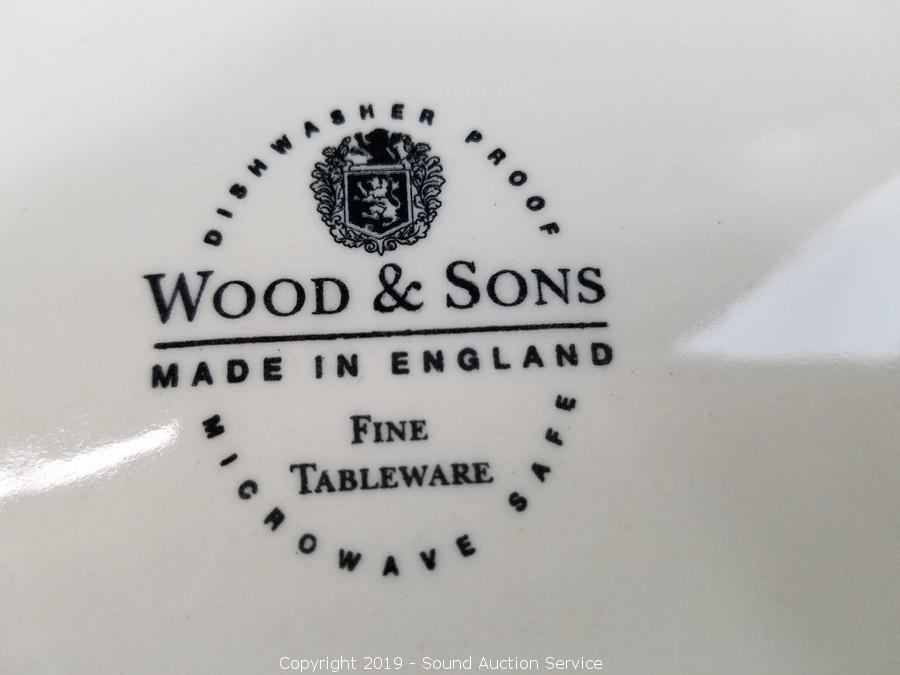 DISHWASHER PROOF
WOOD & SONS
MADE IN ENGLAND
FINE
TABLEWARE
MICROWAVE SAFE
Copyright 2019 - Sound Auction Service